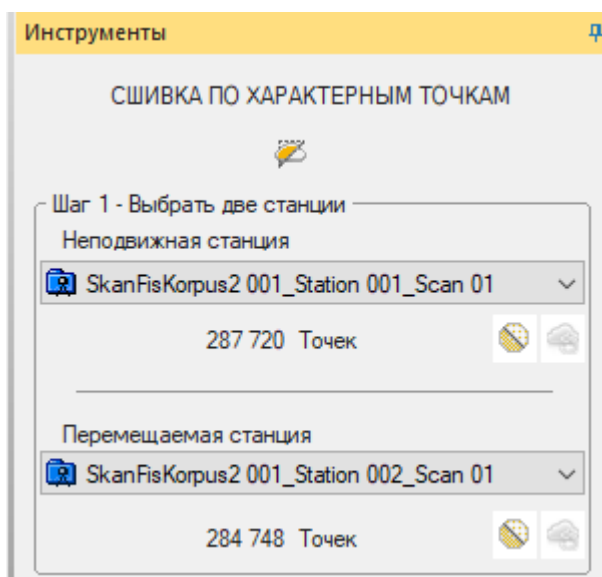 Инструменты
СШИВКА ПО ХАРАКТЕРНЫМ ТОЧКАМ
Шаг 1 - Выбрать две станции
Неподвижная станция
SkanFisKorpus2 001_Station 001_Scan 01
287 720 Точек
Перемещаемая станция
SkanFisKorpus2 001_Station 002_Scan 01
284 748 Точек